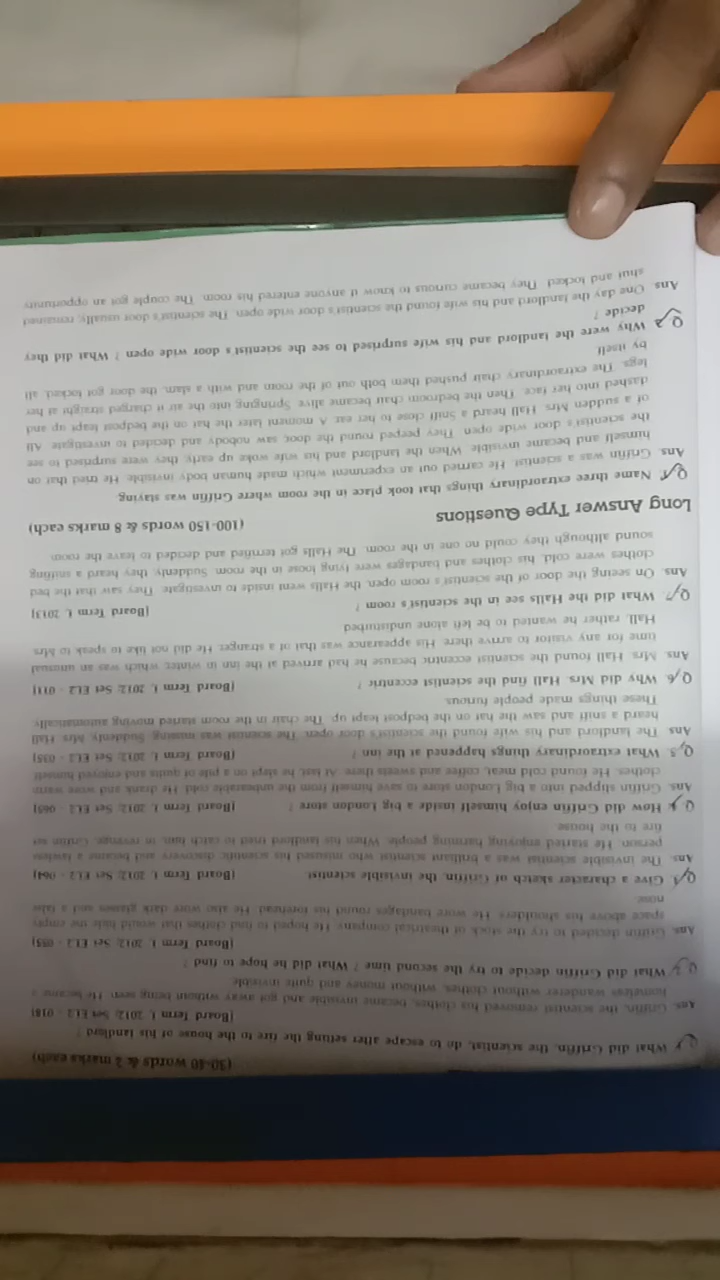 (30-40 words & 2 marks each)
Q.1. What did Griffin, the scientist, do to escape after setting the fire to the house of his landlord ?
[Board Term 1, 2012, Set EL2 - 018]
Ans. Griffin, the scientist removed his clothes, became invisible and got away without being seen. He became a
homeless wanderer without clothes, without money and quite invisible.
Q.2. What did Griffin decide to try the second time ? What did he hope to find ?
[Board Term 1, 2012, Set EL2 - 055]
Ans. Griffin decided to try the stock of theatrical company. He hoped to find clothes that would hide the empty
space above his shoulders. He wore bandages round his forehead. He also wore dark glasses and a false
nose.
Q.3. Give a character sketch of Griffin, the invisible scientist. [Board Term 1, 2012, Set EL2 - 064]
Ans. The invisible scientist was a brilliant scientist who misused his scientific discovery and became a lawless
person. He started enjoying harming people. When his landlord tried to catch him, in revenge, Griffin set
fire to the house.
Q.4. How did Griffin enjoy himself inside a big London store ? [Board Term 1, 2012, Set EL2 - 065]
Ans. Griffin slipped into a big London store to save himself from the unbearable cold. He drank and wore warm
clothes. He found cold meat, coffee and sweets there. At last, he slept on a pile of quilts and enjoyed himself.
Q.5. What extraordinary things happened at the inn ? [Board Term 1, 2012, Set EL2 - 035]
Ans. The landlord and his wife found the scientist's door open. The scientist was missing. Suddenly, Mrs. Hall
heard a sniff and saw the hat on the bedpost leapt up. The chair in the room started moving automatically.
These things made people furious.
Q.6. Why did Mrs. Hall find the scientist eccentric ? [Board Term 1, 2012, Set EL2 - 011]
Ans. Mrs. Hall found the scientist eccentric because he had arrived at the inn in winter, which was an unusual
time for any visitor to arrive there. His appearance was that of a stranger. He did not like to speak to Mrs.
Hall, rather he wanted to be left alone undisturbed.
Q.7. What did the Halls see in the scientist's room ? [Board Term 1, 2013]
Ans. On seeing the door of the scientist's room open, the Halls went inside to investigate. They saw that the bed
clothes were cold, his clothes and bandages were lying loose in the room. Suddenly, they heard a sniffing
sound although they could no one in the room. The Halls got terrified and decided to leave the room.
Long Answer Type Questions (100-150 words & 8 marks each)
Q.1. Name three extraordinary things that took place in the room where Griffin was staying.
Ans. Griffin was a scientist. He carried out an experiment which made human body invisible. He tried that on
himself and became invisible. When the landlord and his wife woke up early, they were surprised to see
the scientist's door wide open. They peeped round the door, saw nobody and decided to investigate. All
of a sudden Mrs. Hall heard a Sniff close to her ear. A moment later the hat on the bedpost leapt up and
dashed into her face. Then the bedroom chair became alive. Springing into the air it charged straight at her
legs. The extraordinary chair pushed them both out of the room and with a slam, the door got locked, all
by itself.
Q.2. Why were the landlord and his wife surprised to see the scientist's door wide open ? What did they
decide ?
Ans. One day the landlord and his wife found the scientist's door wide open. The scientist's door usually, remained
shut and locked. They became curious to know if anyone entered his room. The couple got an opportunity